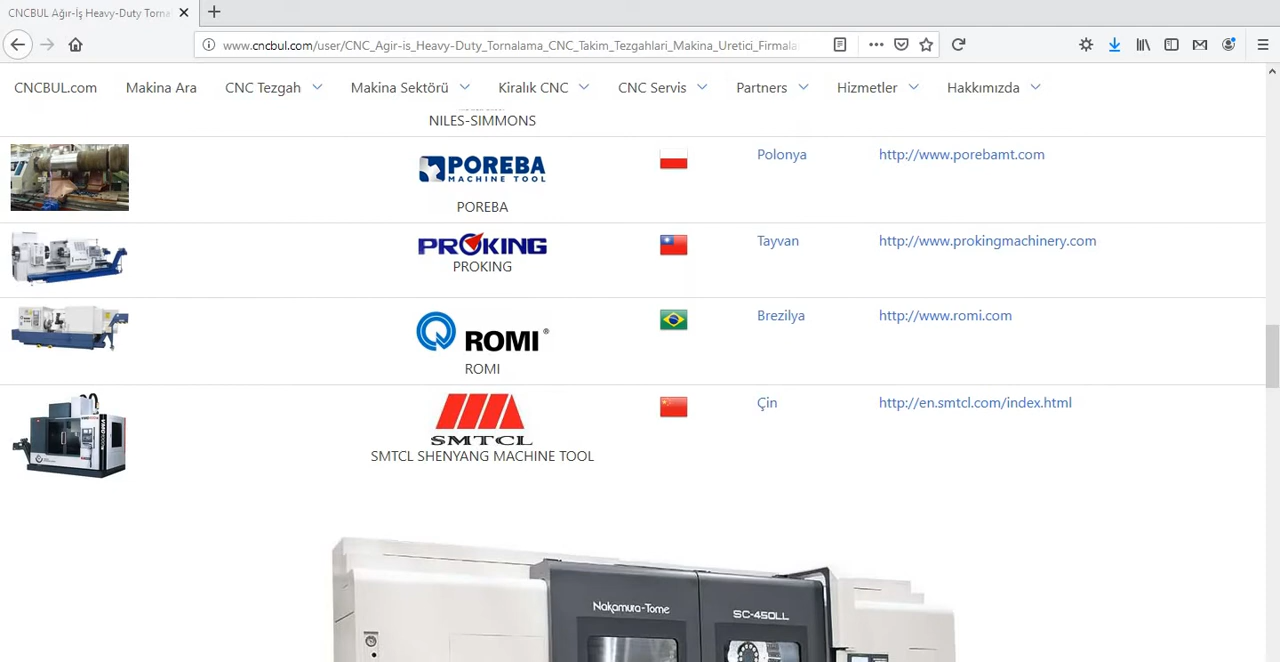 CNCBUL Ağır-İş Heavy-Duty Torna
www.cncbul.com/user/CNC_Agir-is_Heavy-Duty_Tornalama_CNC_Takim_Tezgahlari_Makina_Uretici_Firmala
CNCBUL.com Makina Ara CNC Tezgah Makina Sektörü Kiralık CNC CNC Servis Partners Hizmetler Hakkımızda
NILES-SIMMONS
POREBA
MACHINE TOOL
POREBA
Polonya
http://www.porebamt.com
PROKING
PROKING
Tayvan
http://www.prokingmachinery.com
ROMI®
ROMI
Brezilya
http://www.romi.com
SMTCL
SMTCL SHENYANG MACHINE TOOL
Çin
http://en.smtcl.com/index.html
Nakamura-Tome
SC-450LL